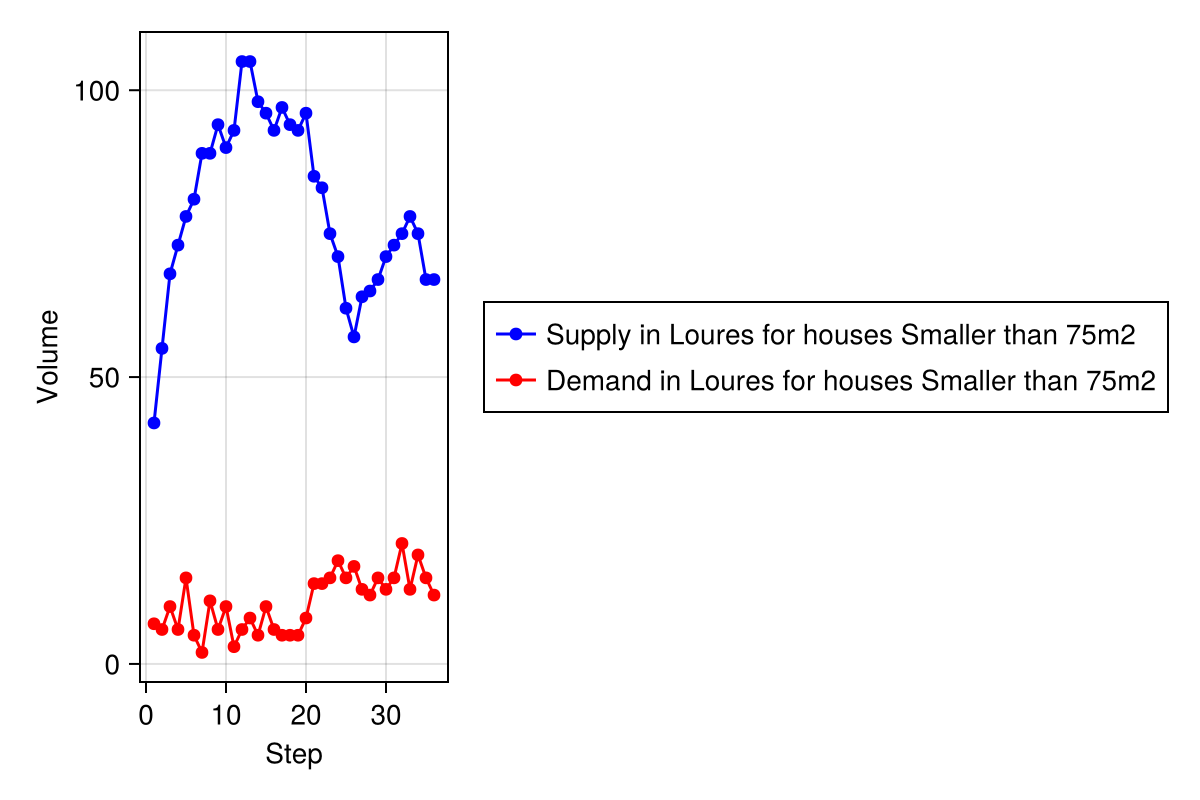 100
50
0
Volume
0 10 20 30
Step
Supply in Loures for houses Smaller than 75m2
Demand in Loures for houses Smaller than 75m2